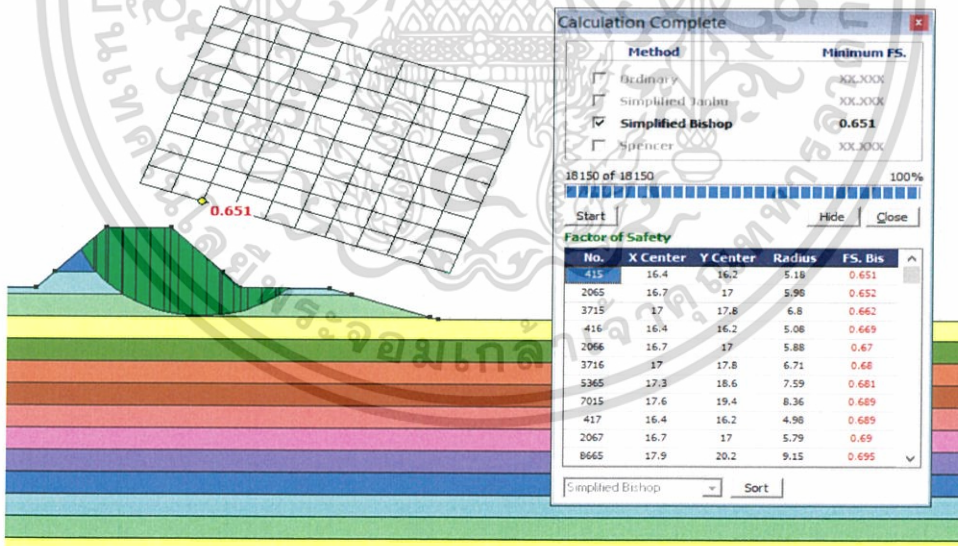 0.651
Calculation Complete
Method Minimum FS.
Ordinary XX.XXX
Simplified Janbu XX.XXX
Simplified Bishop 0.651
Spencer XX.XXX
18150 of 18150 100%
Start Hide Close
Factor of Safety
No. X Center Y Center Radius FS. Bis
415 16.4 16.2 5.18 0.651
2065 16.7 17 5.98 0.652
3715 17 17.8 6.8 0.662
416 16.4 16.2 5.08 0.669
2066 16.7 17 5.88 0.67
3716 17 17.8 6.71 0.68
5365 17.3 18.6 7.59 0.681
7015 17.6 19.4 8.36 0.689
417 16.4 16.2 4.98 0.689
2067 16.7 17 5.79 0.69
8665 17.9 20.2 9.15 0.695
Simplified Bishop Sort